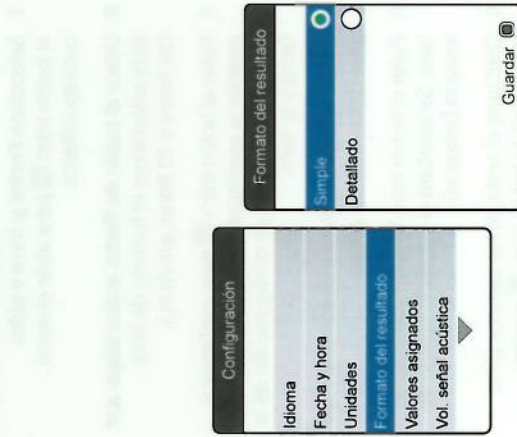 Configuración
Idioma
Fecha y hora
Unidades
Formato del resultado
Valores asignados
Vol. señal acústica
Formato del resultado
Simple
Detallado
Guardar